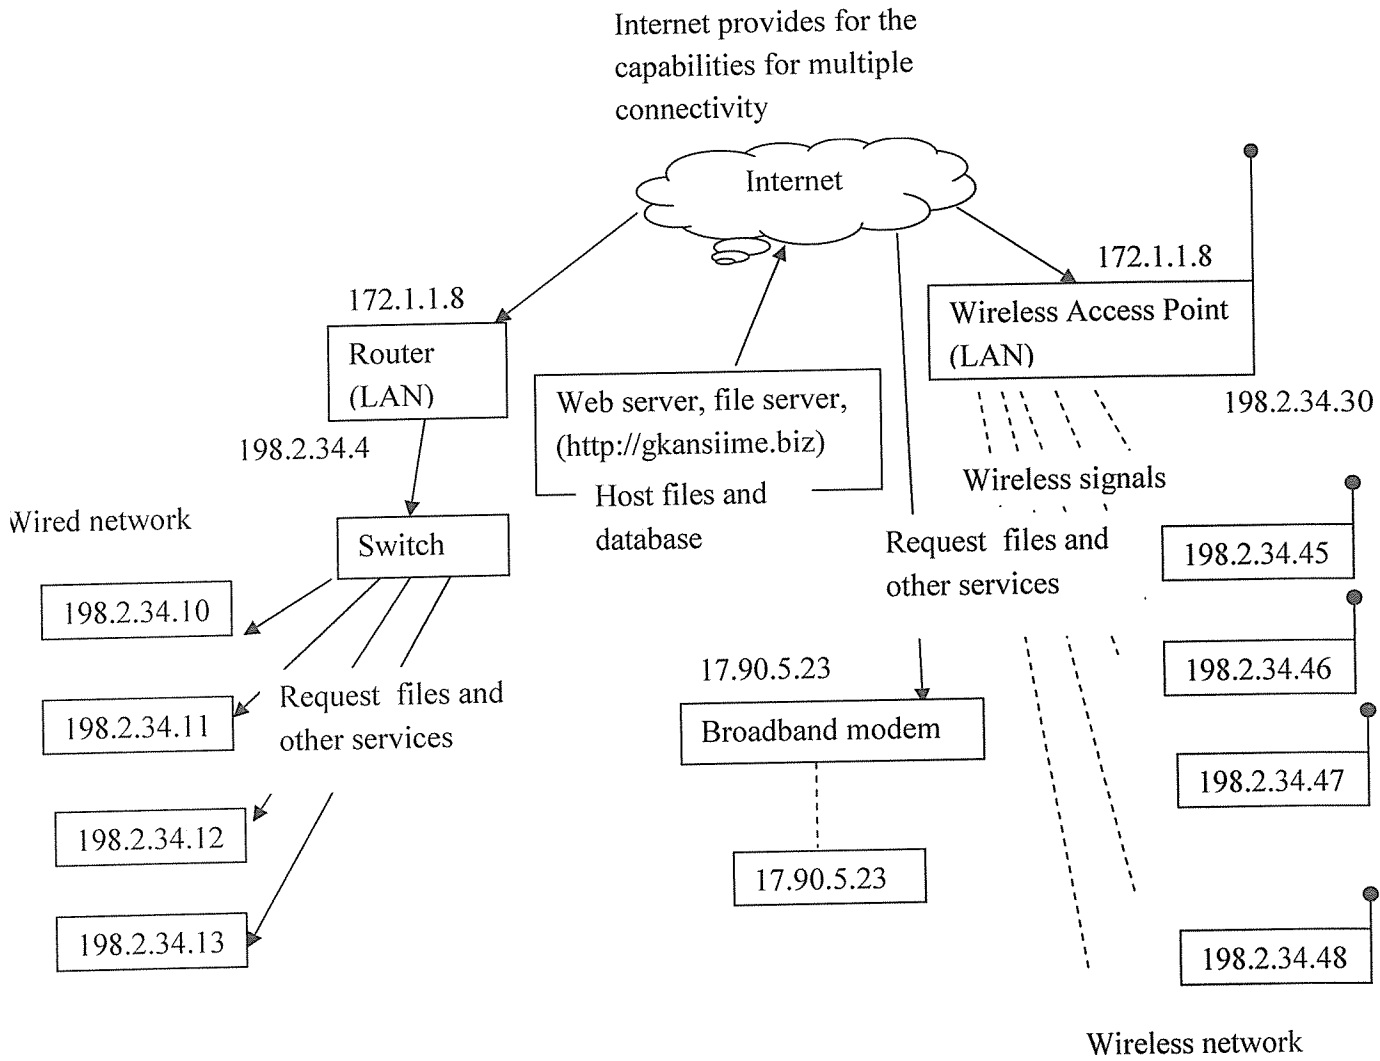 Internet provides for the
capabilities for multiple
connectivity
Internet
172.1.1.8
Router
(LAN)
198.2.34.4
Switch
Wired network
198.2.34.10
198.2.34.11
198.2.34.12
198.2.34.13
Request files and
other services
Web server, file server,
(http://gkansiime.biz)
Host files and
database
172.1.1.8
Wireless Access Point
(LAN)
198.2.34.30
Wireless signals
Request files and
other services
17.90.5.23
Broadband modem
17.90.5.23
198.2.34.45
198.2.34.46
198.2.34.47
198.2.34.48
Wireless network